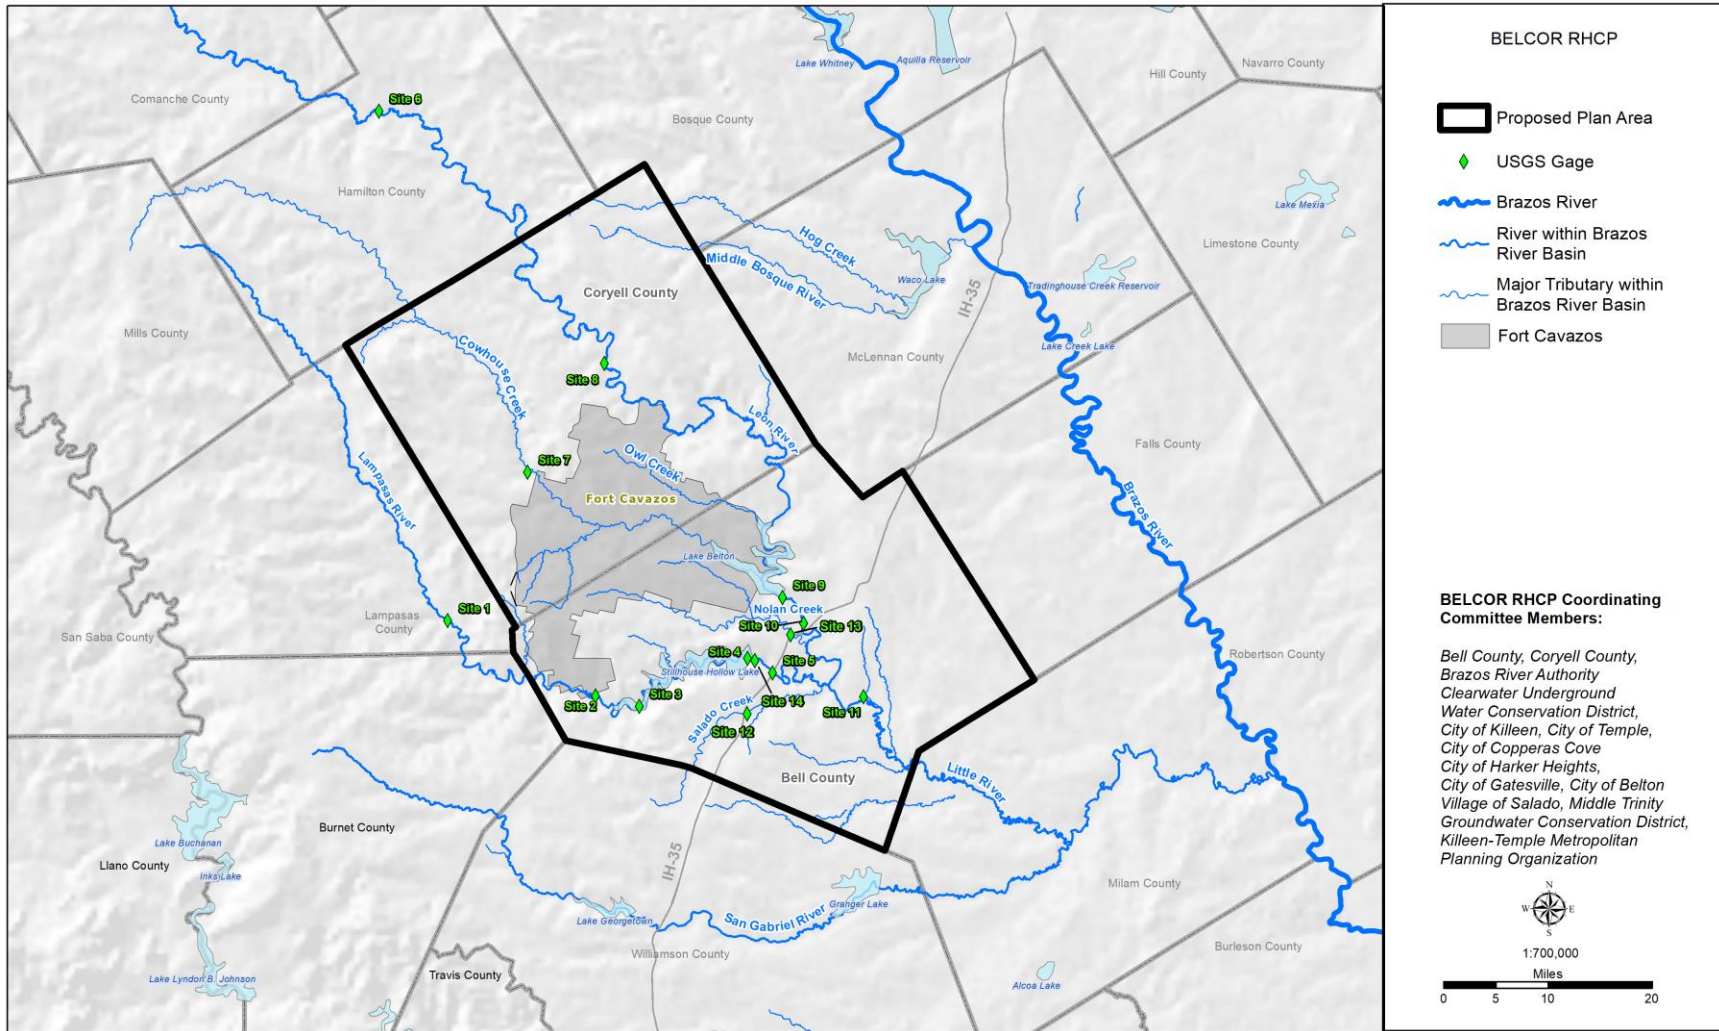 Comanche County
Site 6
Hamilton County
Bosque County
Lake Whitney
Aquilla Reservoir
Hill County
Navarro County
Lake Mexia
Limestone County
Hog Creek
Middle Bosque River
Waco Lake
Tradinghouse Creek Reservoir
IH-35
Coryell County
Mills County
Cowhouse Creek
Lake Creek Lake
McLennan County
Site 8
Leon River
Falls County
Owl Creek
Site 7
Fort Cavazos
Lampasas River
Brazos River
Lake Belton
Site 9
Nolan Creek
Site 1
Lampasas
County
San Saba County
Site 10
Site 13
Site 4
Site 5
Stillhouse Hollow Lake
Robertson County
Site 2
Site 3
Site 14
Site 11
Salado Creek
Site 12
Bell County
Little River
Burnet County
Lake Buchanan
Llano County
Inks Lake
IH-35
Milam County
Granger Lake
Lake Georgetown
San Gabriel River
Williamson County
Burleson County
Travis County
Lake Lyndon B. Johnson
Alcoa Lake
BELCOR RHCP
Proposed Plan Area
USGS Gage
Brazos River
River within Brazos
River Basin
Major Tributary within
Brazos River Basin
Fort Cavazos
BELCOR RHCP Coordinating
Committee Members:
Bell County, Coryell County,
Brazos River Authority
Clearwater Underground
Water Conservation District,
City of Killeen, City of Temple,
City of Copperas Cove
City of Harker Heights,
City of Gatesville, City of Belton
Village of Salado, Middle Trinity
Groundwater Conservation District,
Killeen-Temple Metropolitan
Planning Organization
N
W E
S
1:700,000
Miles
0 5 10 20